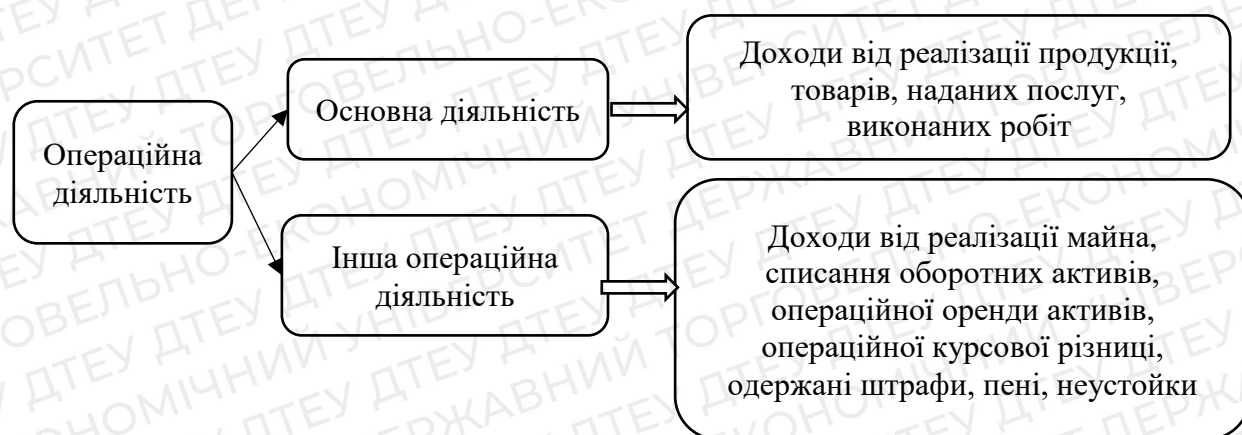 Операційна
діяльність
Основна діяльність
Доходи від реалізації продукції,
товарів, наданих послуг,
виконаних робіт
Інша операційна
діяльність
Доходи від реалізації майна,
списання оборотних активів,
операційної оренди активів,
операційної курсової різниці,
одержані штрафи, пені, неустойки